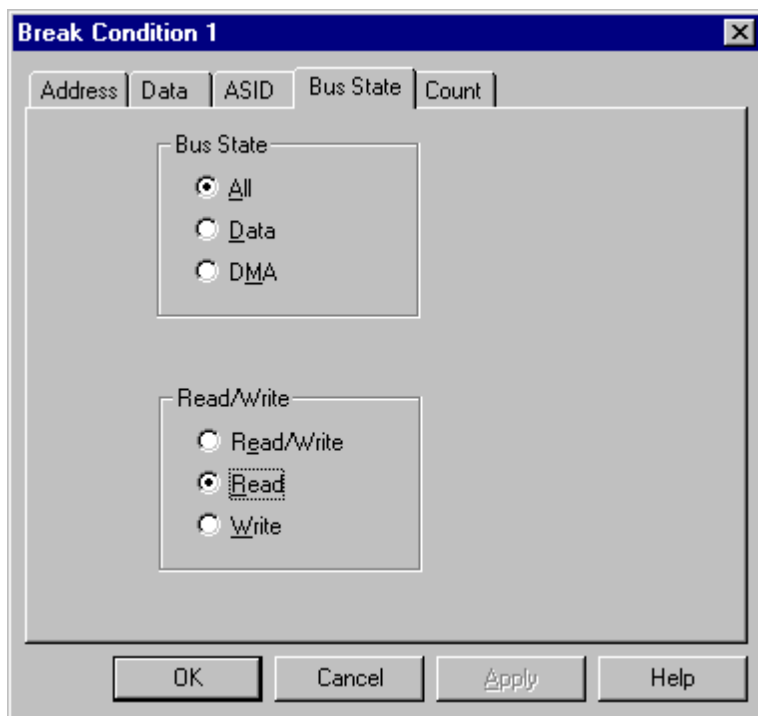 Break Condition 1
Address Data ASID Bus State Count
Bus State
All
Data
DMA
Read/Write
Read/Write
Read
Write
OK Cancel Apply Help